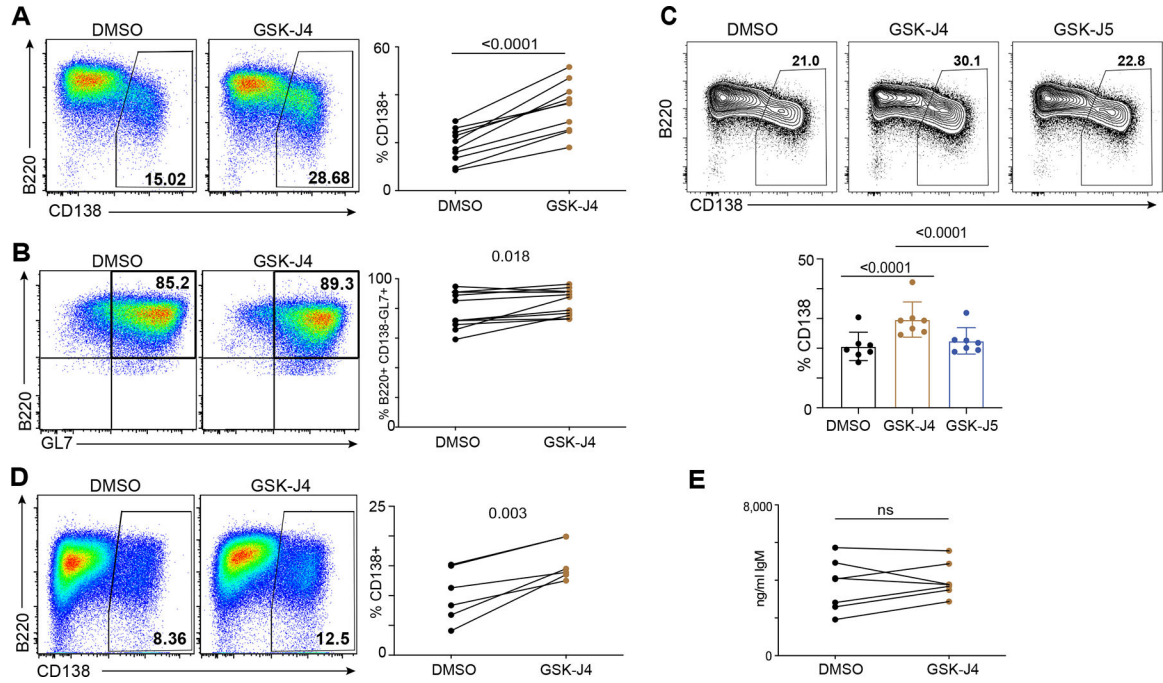 A
DMSO
GSK-J4
B220
15.02
28.68
CD138
60
<0.0001
% CD138+
0
DMSO
GSK-J4
B
DMSO
GSK-J4
B220
85.2
89.3
GL7
100
0.018
% B220+ CD138-GL7+
0
DMSO
GSK-J4
C
DMSO
GSK-J4
GSK-J5
B220
21.0
30.1
22.8
CD138
<0.0001
<0.0001
50
% CD138
0
DMSO
GSK-J4
GSK-J5
D
DMSO
GSK-J4
B220
8.36
12.5
CD138
25
0.003
% CD138+
0
DMSO
GSK-J4
E
8,000
ns
ng/ml IgM
0
DMSO
GSK-J4